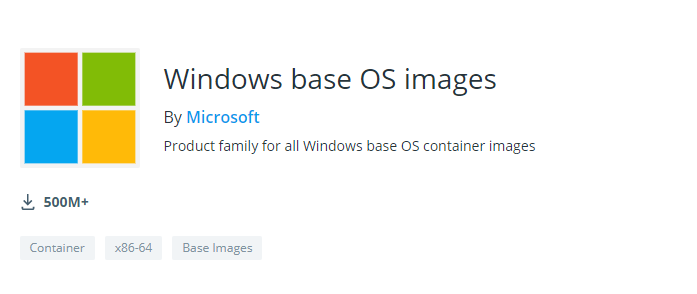 Windows base OS images
By Microsoft
Product family for all Windows base OS container images
500M+
Container x86-64 Base Images